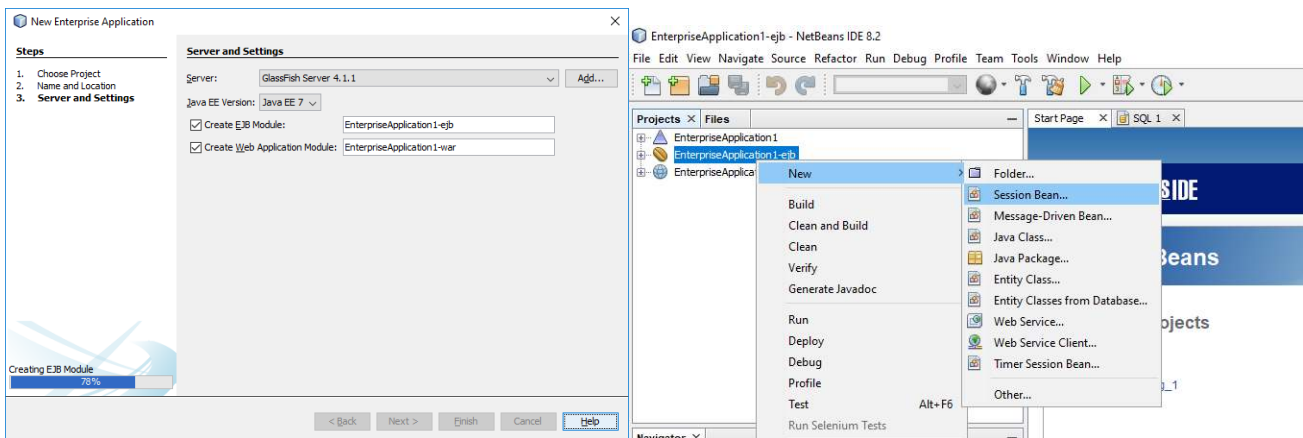 New Enterprise Application
Steps
1. Choose Project
2. Name and Location
3. Server and Settings
Server and Settings
Server: GlassFish Server 4.1.1 Add...
Java EE Version: Java EE 7
Create EJB Module: EnterpriseApplication1-ejb
Create Web Application Module: EnterpriseApplication1-war
Creating EJB Module
78%
< Back Next > Finish Cancel Help
EnterpriseApplication1-ejb - NetBeans IDE 8.2
File Edit View Navigate Source Refactor Run Debug Profile Team Tools Window Help
Projects Files
EnterpriseApplication1
EnterpriseApplication1-ejb
EnterpriseApplica
Start Page SQL 1
New
Build
Clean and Build
Clean
Verify
Generate Javadoc
Run
Deploy
Debug
Profile
Test Alt+F6
Run Selenium Tests
Folder...
Session Bean...
Message-Driven Bean...
Java Class...
Java Package...
Entity Class...
Entity Classes from Database...
Web Service...
Web Service Client...
Timer Session Bean...
Other...
SIDE
Beans
ojects
_1
Navigator